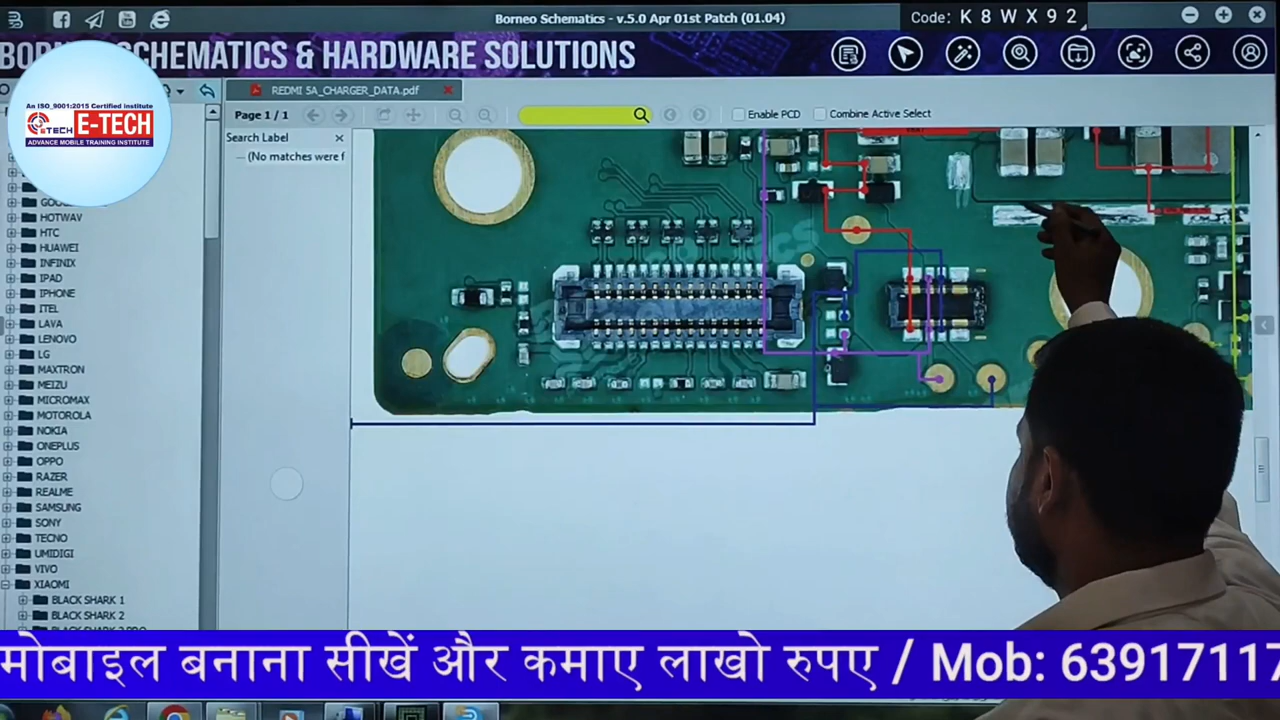 Borneo Schematics - v.5.0 Apr 01st Patch (01.04)
Code: K 8 W X 9 2
SCHEMATICS & HARDWARE SOLUTIONS
An ISO_9001:2015 Certified Institute
E-TECH
ADVANCE MOBILE TRAINING INSTITUTE
REDMI 5A_CHARGER_DATA.pdf
Page 1 / 1
Enable PCD
Combine Active Select
Search Label
(No matches were f
HOTWAV
HTC
HUAWEI
INFINIX
IPAD
IPHONE
ITEL
LAVA
LENOVO
LG
MAXTRON
MEIZU
MICROMAX
MOTOROLA
NOKIA
ONEPLUS
OPPO
RAZER
REALME
SAMSUNG
SONY
TECNO
UMIDIGI
VIVO
XIAOMI
BLACK SHARK 1
BLACK SHARK 2
मोबाइल बनाना सीखें और कमाए लाखो रुपए / Mob: 63917117